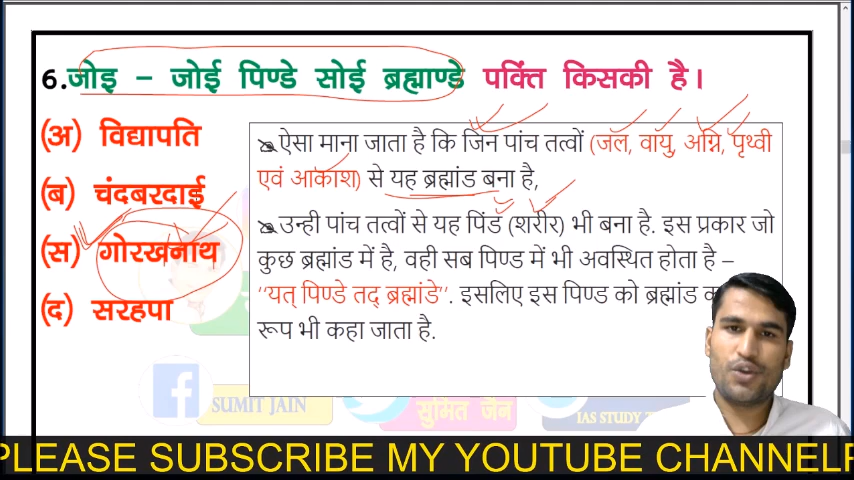 6.जोइ – जोई पिण्डे सोई ब्रह्माण्डे पक्तिं किसकी है।
(अ) विद्यापति
(ब) चंदबरदाई
(स) गोरखनाथ
(द) सरहपा
ऐसा माना जाता है कि जिन पांच तत्वों (जल, वायु, अग्नि, पृथ्वी
एवं आकाश) से यह ब्रह्मांड बना है,
उन्ही पांच तत्वों से यह पिंड (शरीर) भी बना है. इस प्रकार जो
कुछ ब्रह्मांड में है, वही सब पिण्ड में भी अवस्थित होता है –
"यत् पिण्डे तद् ब्रह्मांडे". इसलिए इस पिण्ड को ब्रह्मांड
रूप भी कहा जाता है.
SUMIT JAIN
सुमित जैन
IAS STUDY
PLEASE SUBSCRIBE MY YOUTUBE CHANNEL